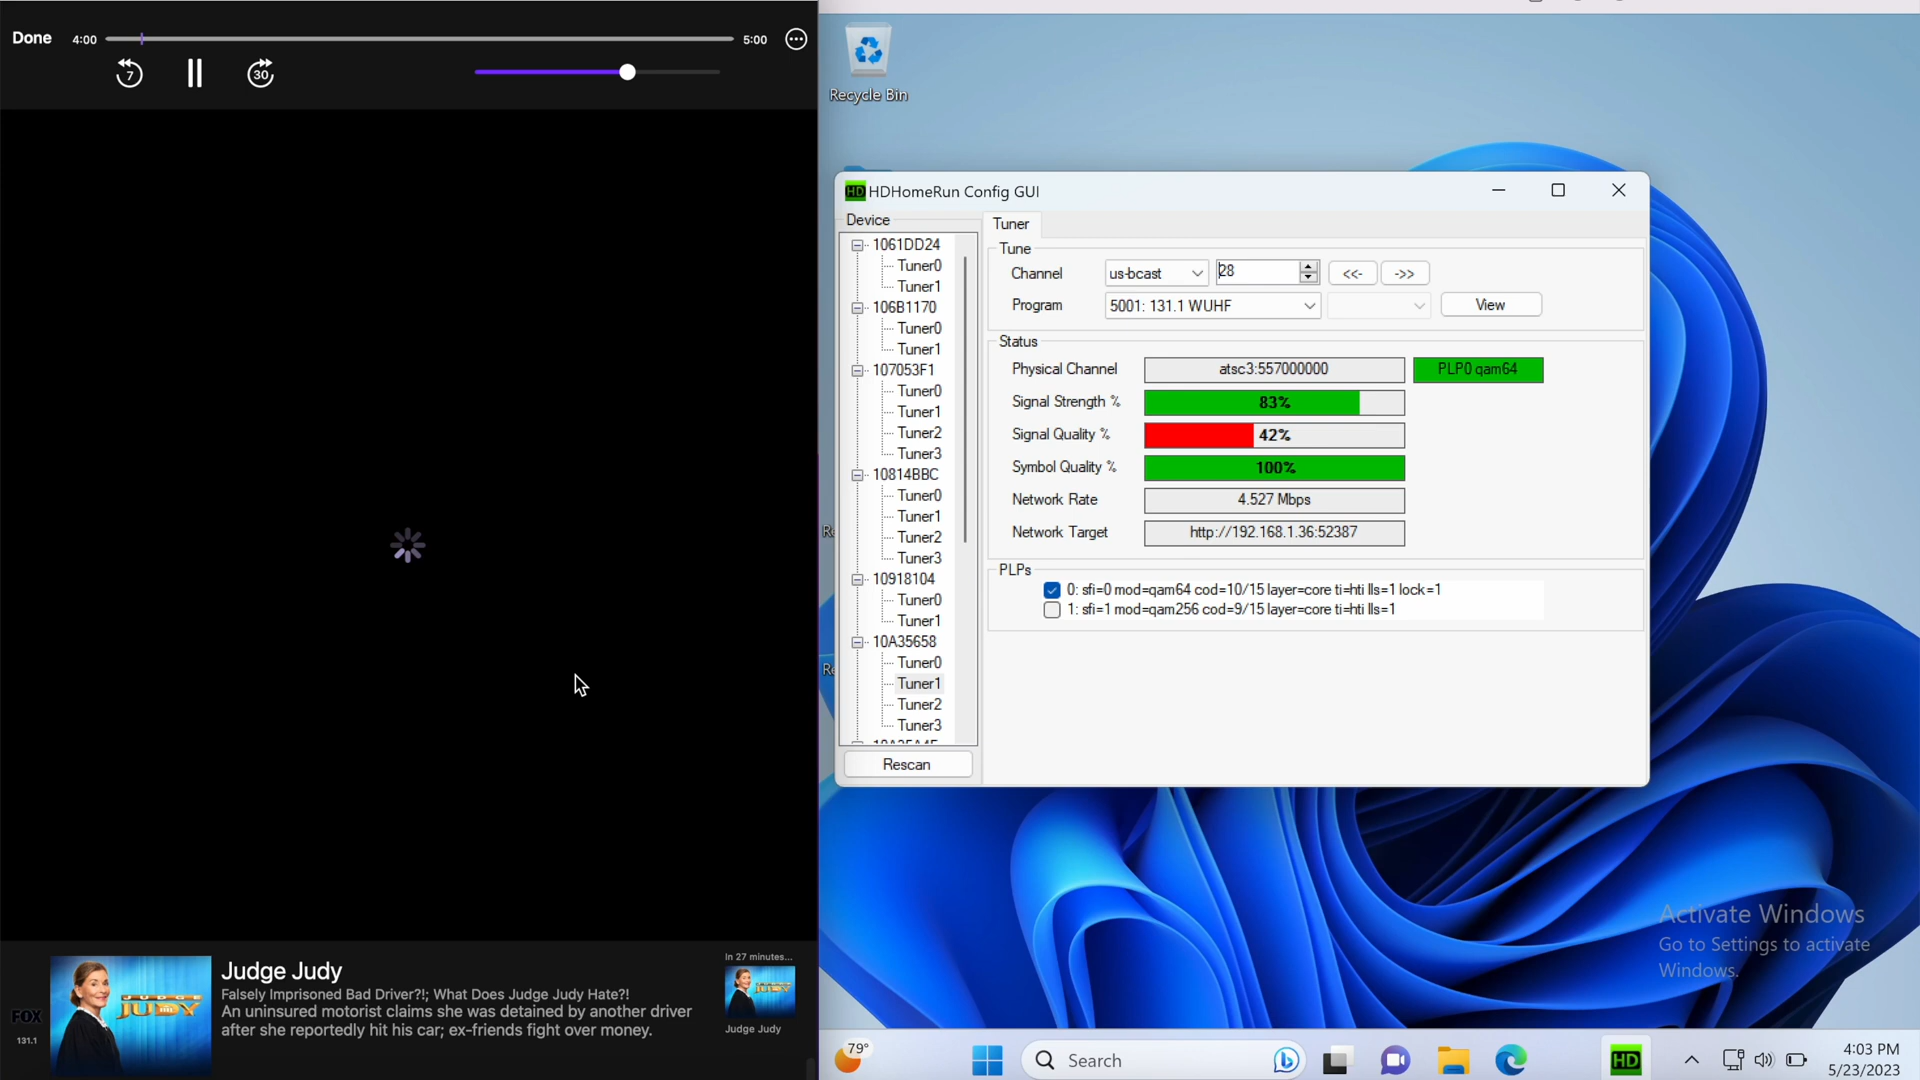 Done
4:00
5:00
7
30
Judge Judy
Falsely Imprisoned Bad Driver?!; What Does Judge Judy Hate?!
An uninsured motorist claims she was detained by another driver
after she reportedly hit his car; ex-friends fight over money.
FOX
131.1
JUDGE
JUDY
In 27 minutes...
Judge Judy
Recycle Bin
HD HDHomeRun Config GUI
Device
1061DD24
Tuner0
Tuner1
106B1170
Tuner0
Tuner1
107053F1
Tuner0
Tuner1
Tuner2
Tuner3
10814BBC
Tuner0
Tuner1
Tuner2
Tuner3
10918104
Tuner0
Tuner1
10A35658
Tuner0
Tuner1
Tuner2
Tuner3
Rescan
Tuner
Tune
Channel us-bcast 28 <<- ->>
Program 5001: 131.1 WUHF View
Status
Physical Channel atsc3:557000000 PLP0 qam64
Signal Strength % 83%
Signal Quality % 42%
Symbol Quality % 100%
Network Rate 4.527 Mbps
Network Target http://192.168.1.36:52387
PLPs
0: sfi=0 mod=qam64 cod=10/15 layer=core ti=hti lls=1 lock=1
1: sfi=1 mod=qam256 cod=9/15 layer=core ti=hti lls=1
Activate Windows
Go to Settings to activate
Windows.
79°
Search
HD
4:03 PM
5/23/2023